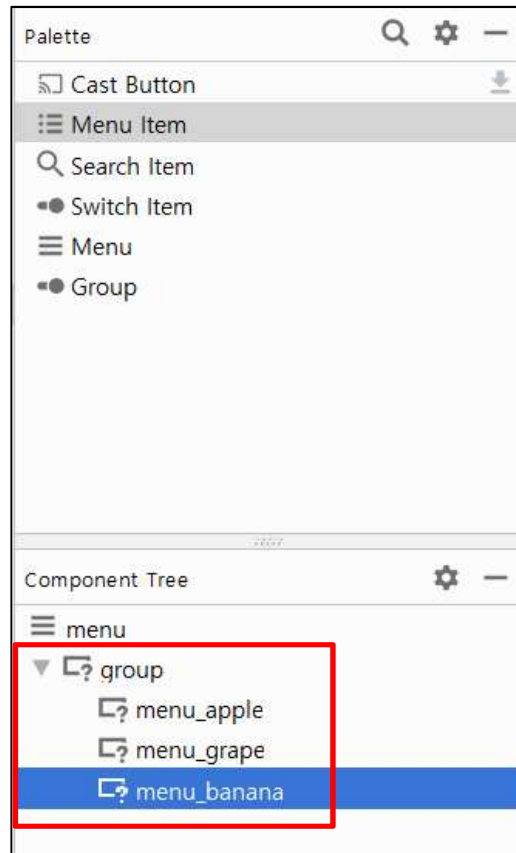 Palette
Cast Button
Menu Item
Search Item
Switch Item
Menu
Group
Component Tree
menu
group
menu_apple
menu_grape
menu_banana